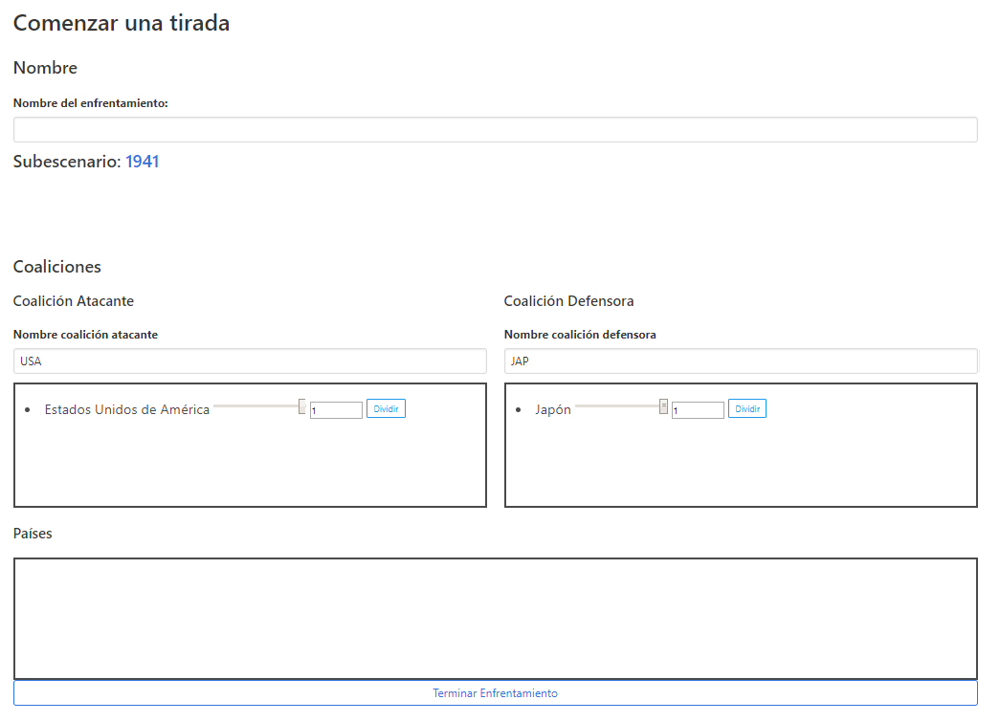 Comenzar una tirada
Nombre
Nombre del enfrentamiento:
Subescenario: 1941
Coaliciones
Coalición Atacante
Coalición Defensora
Nombre coalición atacante
Nombre coalición defensora
USA
JAP
Estados Unidos de América 1 Dividir
Japón 1 Dividir
Países
Terminar Enfrentamiento